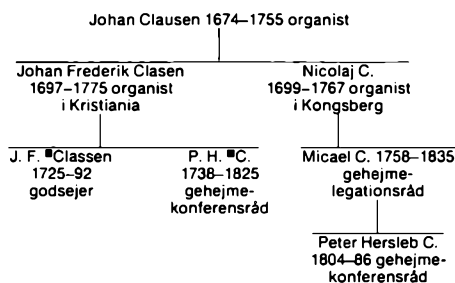 Johan Clausen 1674–1755 organist
Johan Frederik Clasen
1697–1775 organist
i Kristiania
Nicolaj C.
1699–1767 organist
i Kongsberg
J. F. ■Classen
1725–92
godsejer
P. H. ■C.
1738–1825
gehejme-
konferensråd
Micael C. 1758–1835
gehejme-
legationsråd
Peter Hersleb C.
1804–86 gehejme-
konferensråd